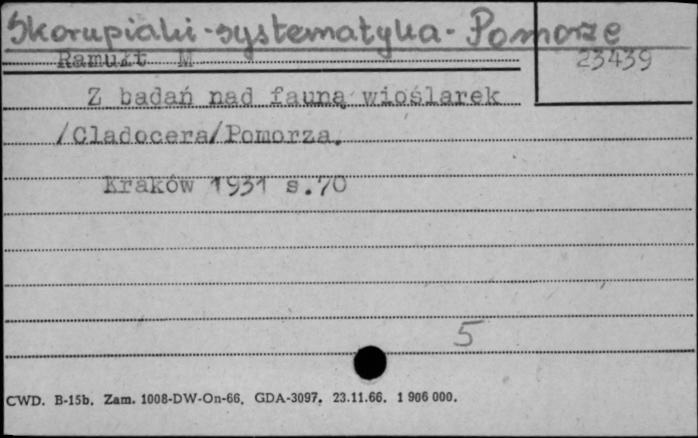 Skorupiaki - systematyka - Pomorze
Ramułt M
23439
Z badań nad fauną wioślarek
/Cladocera/Pomorza.
Kraków 1931 s.70
5
CWD. B-15b. Zam. 1008-DW-On-66. GDA-3097. 23.11.66. 1 906 000.